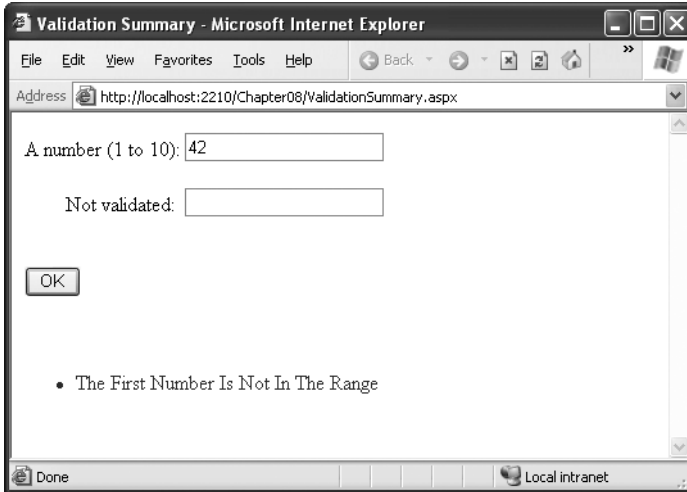 Validation Summary - Microsoft Internet Explorer
File Edit View Favorites Tools Help Back »
Address http://localhost:2210/Chapter08/ValidationSummary.aspx
A number (1 to 10): 42
Not validated:
OK
• The First Number Is Not In The Range
Done Local intranet